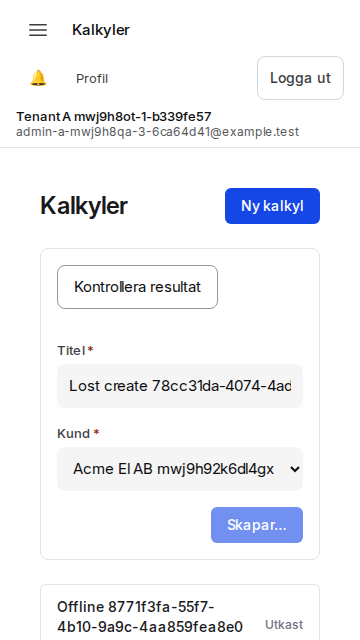 Kalkyler
Profil
Logga ut
Tenant A mwj9h8ot-1-b339fe57
admin-a-mwj9h8qa-3-6ca64d41@example.test
Kalkyler
Ny kalkyl
Kontrollera resultat
Titel *
Lost create 78cc31da-4074-4ad
Kund *
Acme El AB mwj9h92k6dl4gx
Skapar...
Offline 8771f3fa-55f7-
4b10-9a9c-4aa859fea8e0
Utkast